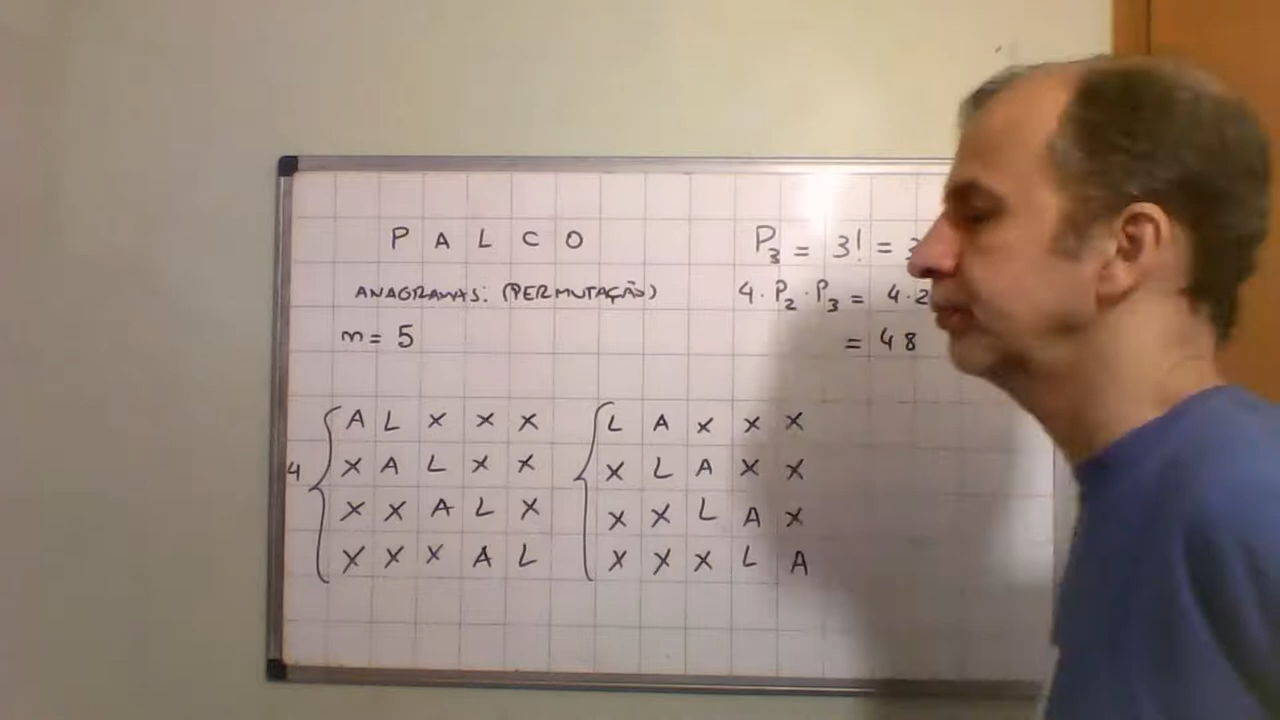 P A L C O
ANAGRAMAS: (PERMUTAÇÃO)
m = 5
P₃ = 3! =
4 · P₂ · P₃ = 4 · 2
= 48
4
A L X X X
X A L X X
X X A L X
X X X A L
L A X X X
X L A X X
X X L A X
X X X L A